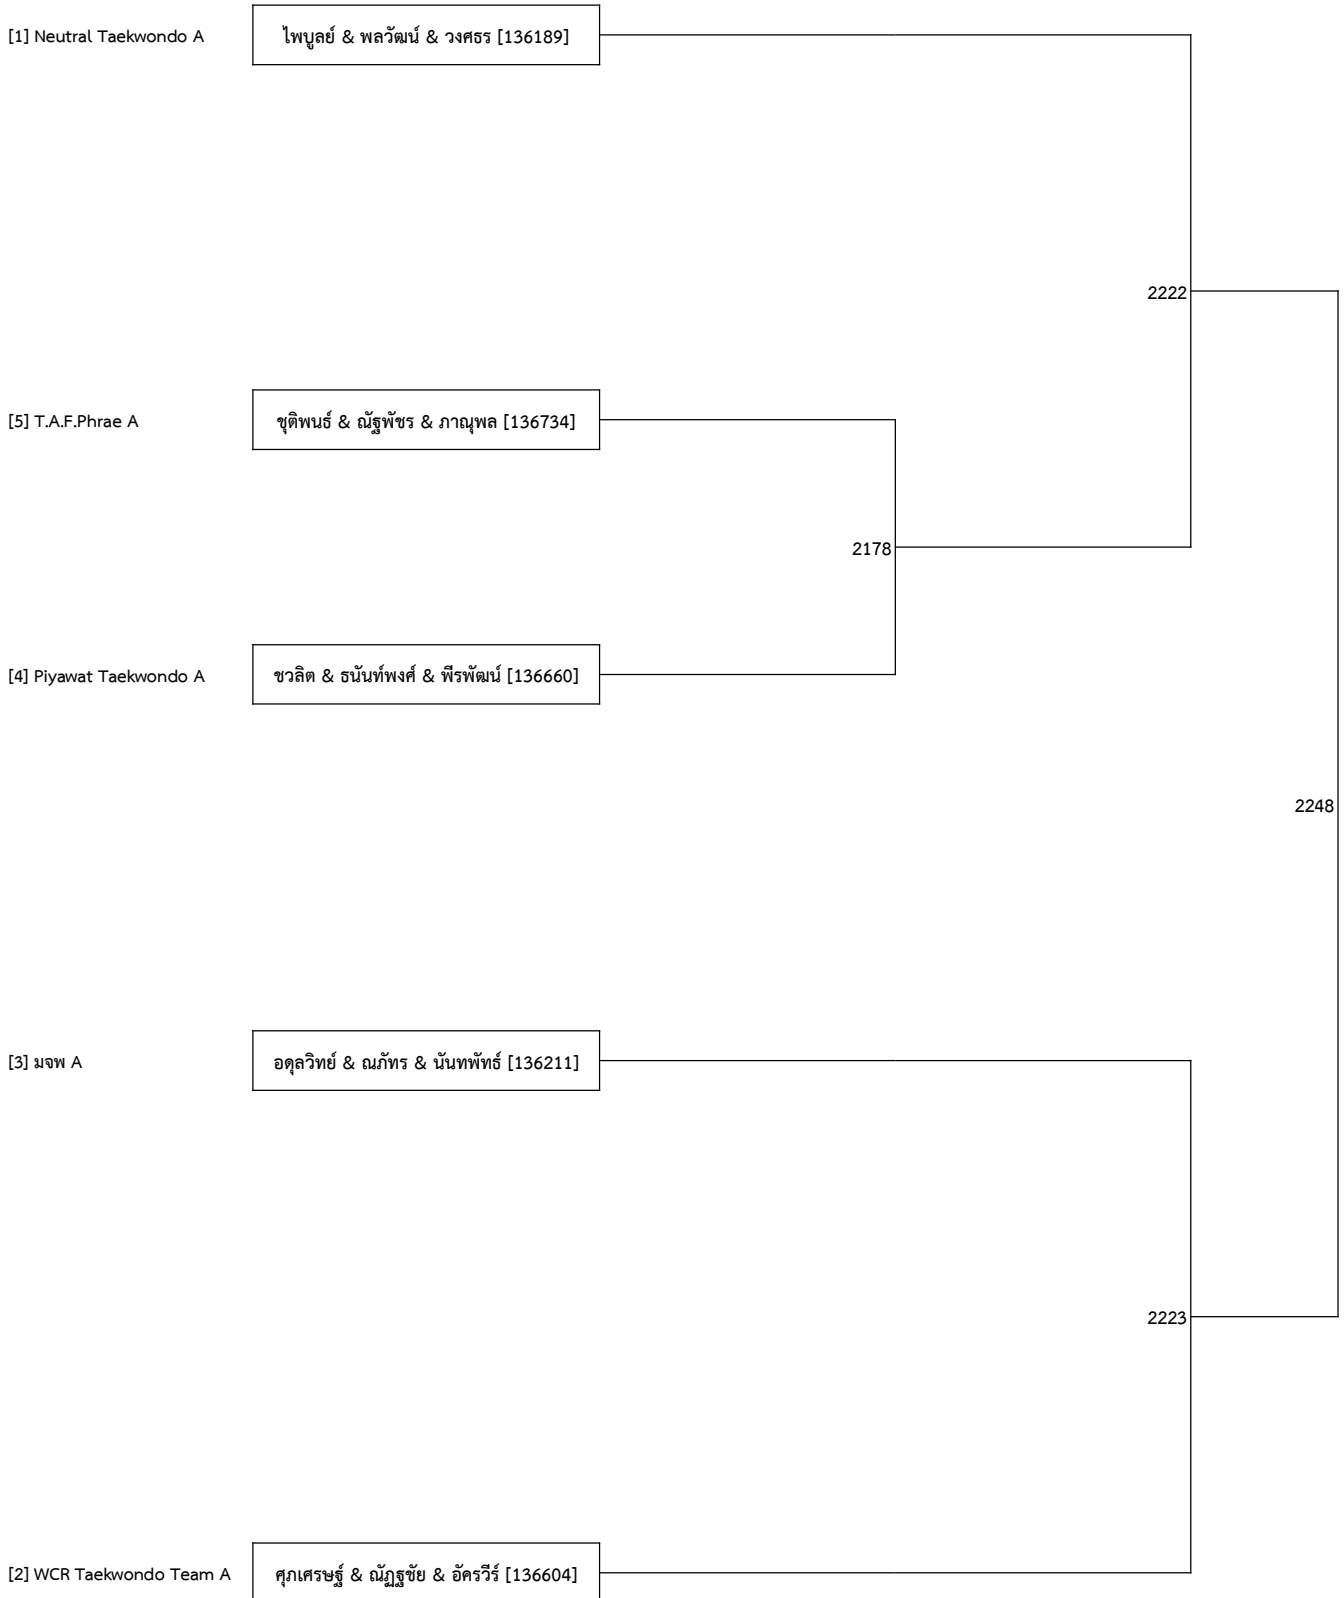 [1] Neutral Taekwondo A ไพบูลย์ & พลวัฒน์ & วงศธร [136189]
2222
[5] T.A.F.Phrae A ชุติพนธ์ & ณัฐพัชร & ภาณุพล [136734]
2178
[4] Piyawat Taekwondo A ชวลิต & ธนันท์พงศ์ & พีรพัฒน์ [136660]
2248
[3] มจพ A อดุลวิทย์ & ณภัทร & นันทพัทธ์ [136211]
2223
[2] WCR Taekwondo Team A ศุภเศรษฐ์ & ณัฏฐชัย & อัครวีร์ [136604]